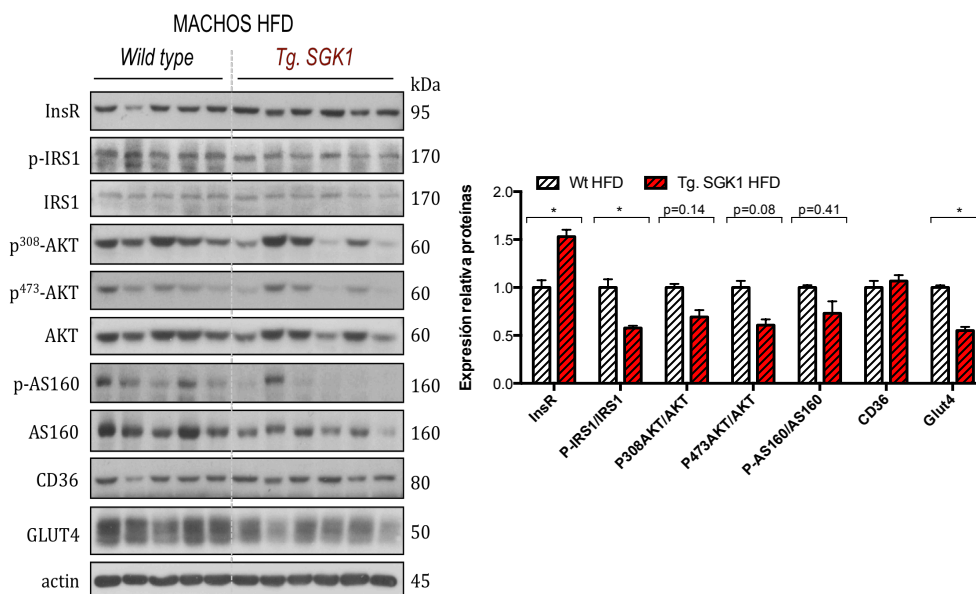 MACHOS HFD
Wild type
Tg. SGK1
kDa
InsR
95
p-IRS1
170
IRS1
170
p³⁰⁸-AKT
60
p⁴⁷³-AKT
60
AKT
60
p-AS160
160
AS160
160
CD36
80
GLUT4
50
actin
45
Wt HFD
Tg. SGK1 HFD
Expresión relativa proteínas
2.0
1.5
1.0
0.5
0.0
*
*
p=0.14
p=0.08
p=0.41
*
InsR
P-IRS1/IRS1
P308AKT/AKT
P473AKT/AKT
P-AS160/AS160
CD36
Glut4